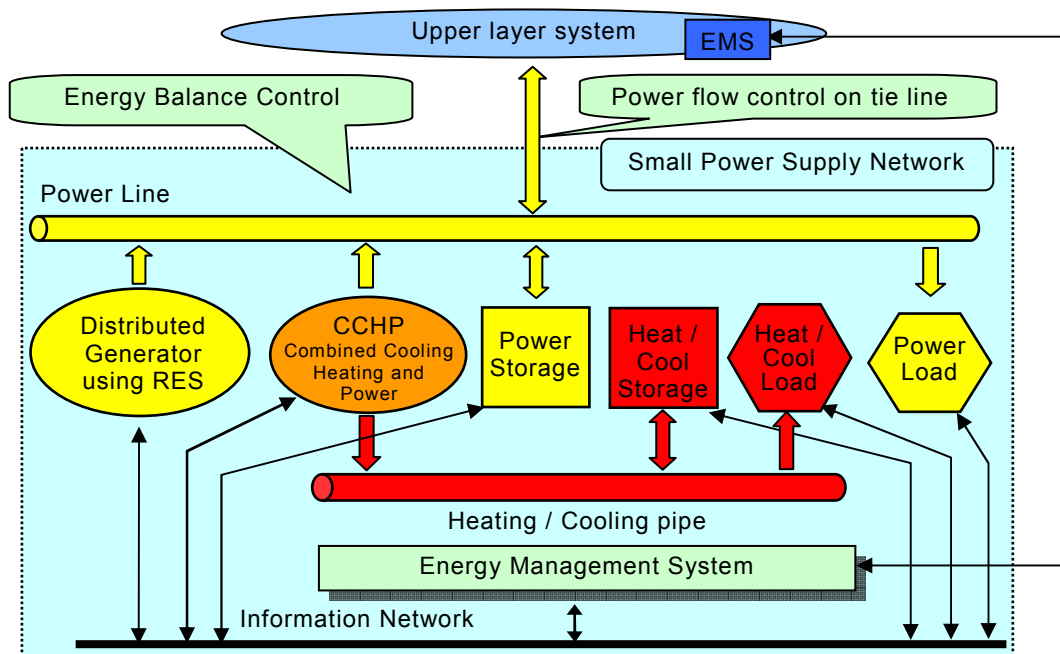 Upper layer system
EMS
Energy Balance Control
Power flow control on tie line
Small Power Supply Network
Power Line
Distributed
Generator
using RES
CCHP
Combined Cooling
Heating and
Power
Power
Storage
Heat /
Cool
Storage
Heat /
Cool
Load
Power
Load
Heating / Cooling pipe
Energy Management System
Information Network